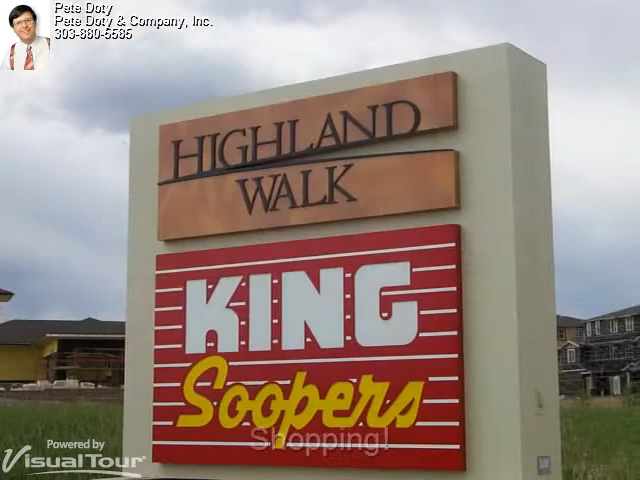 Pete Doty
Pete Doty & Company, Inc.
303-880-5585
HIGHLAND
WALK
KING
Soopers
Shopping!
Powered by
VISUALTOUR